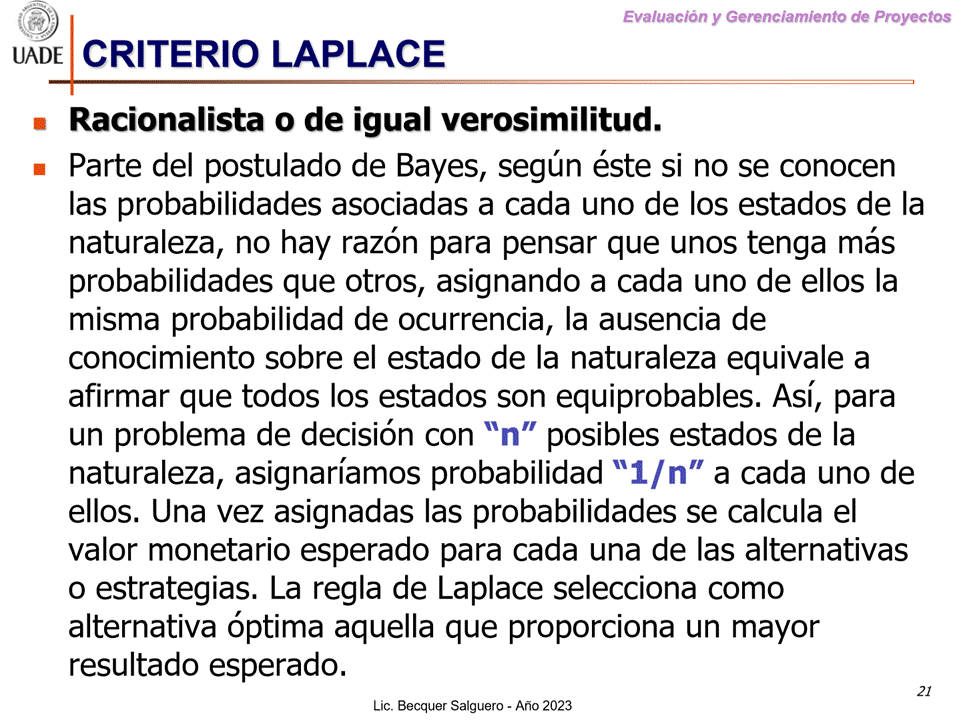 Evaluación y Gerenciamiento de Proyectos
UADE
CRITERIO LAPLACE
Racionalista o de igual verosimilitud.
Parte del postulado de Bayes, según éste si no se conocen
las probabilidades asociadas a cada uno de los estados de la
naturaleza, no hay razón para pensar que unos tenga más
probabilidades que otros, asignando a cada uno de ellos la
misma probabilidad de ocurrencia, la ausencia de
conocimiento sobre el estado de la naturaleza equivale a
afirmar que todos los estados son equiprobables. Así, para
un problema de decisión con “n” posibles estados de la
naturaleza, asignaríamos probabilidad “1/n” a cada uno de
ellos. Una vez asignadas las probabilidades se calcula el
valor monetario esperado para cada una de las alternativas
o estrategias. La regla de Laplace selecciona como
alternativa óptima aquella que proporciona un mayor
resultado esperado.
21
Lic. Becquer Salguero - Año 2023